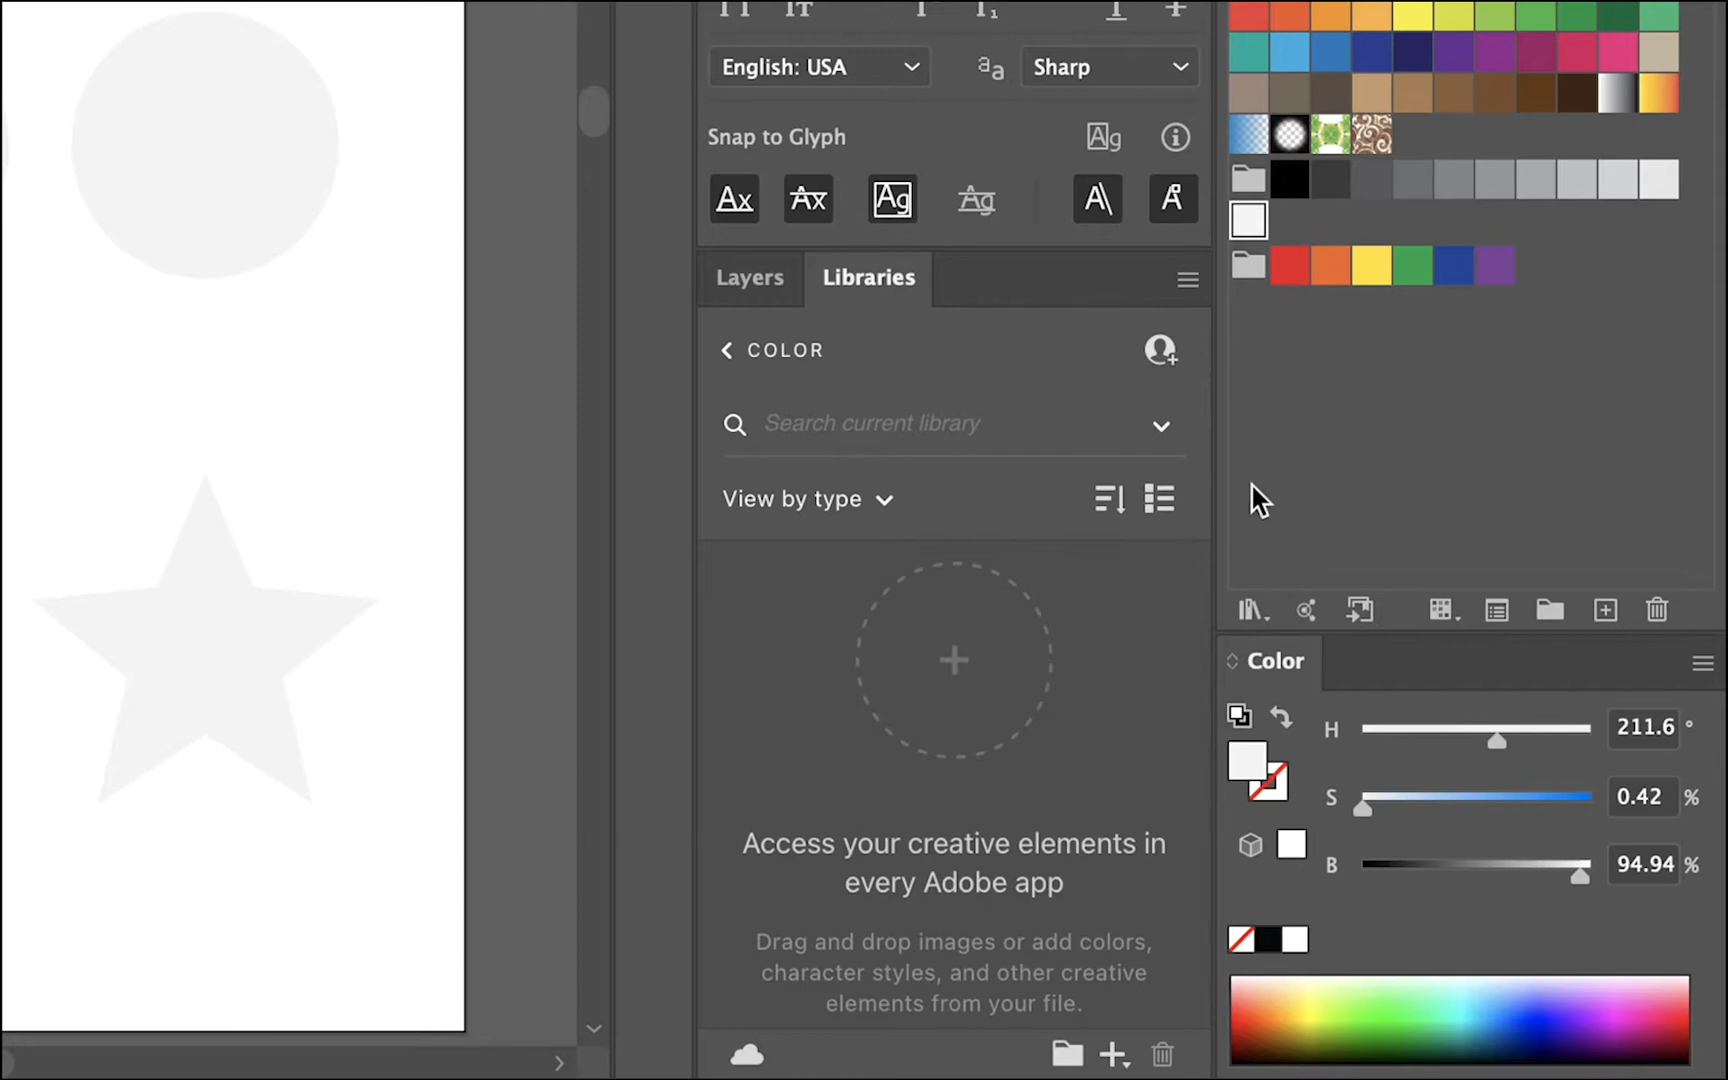 English: USA
Sharp
Snap to Glyph
Layers
Libraries
COLOR
Search current library
View by type
Access your creative elements in
every Adobe app
Drag and drop images or add colors,
character styles, and other creative
elements from your file.
Color
H 211.6 °
S 0.42 %
B 94.94 %